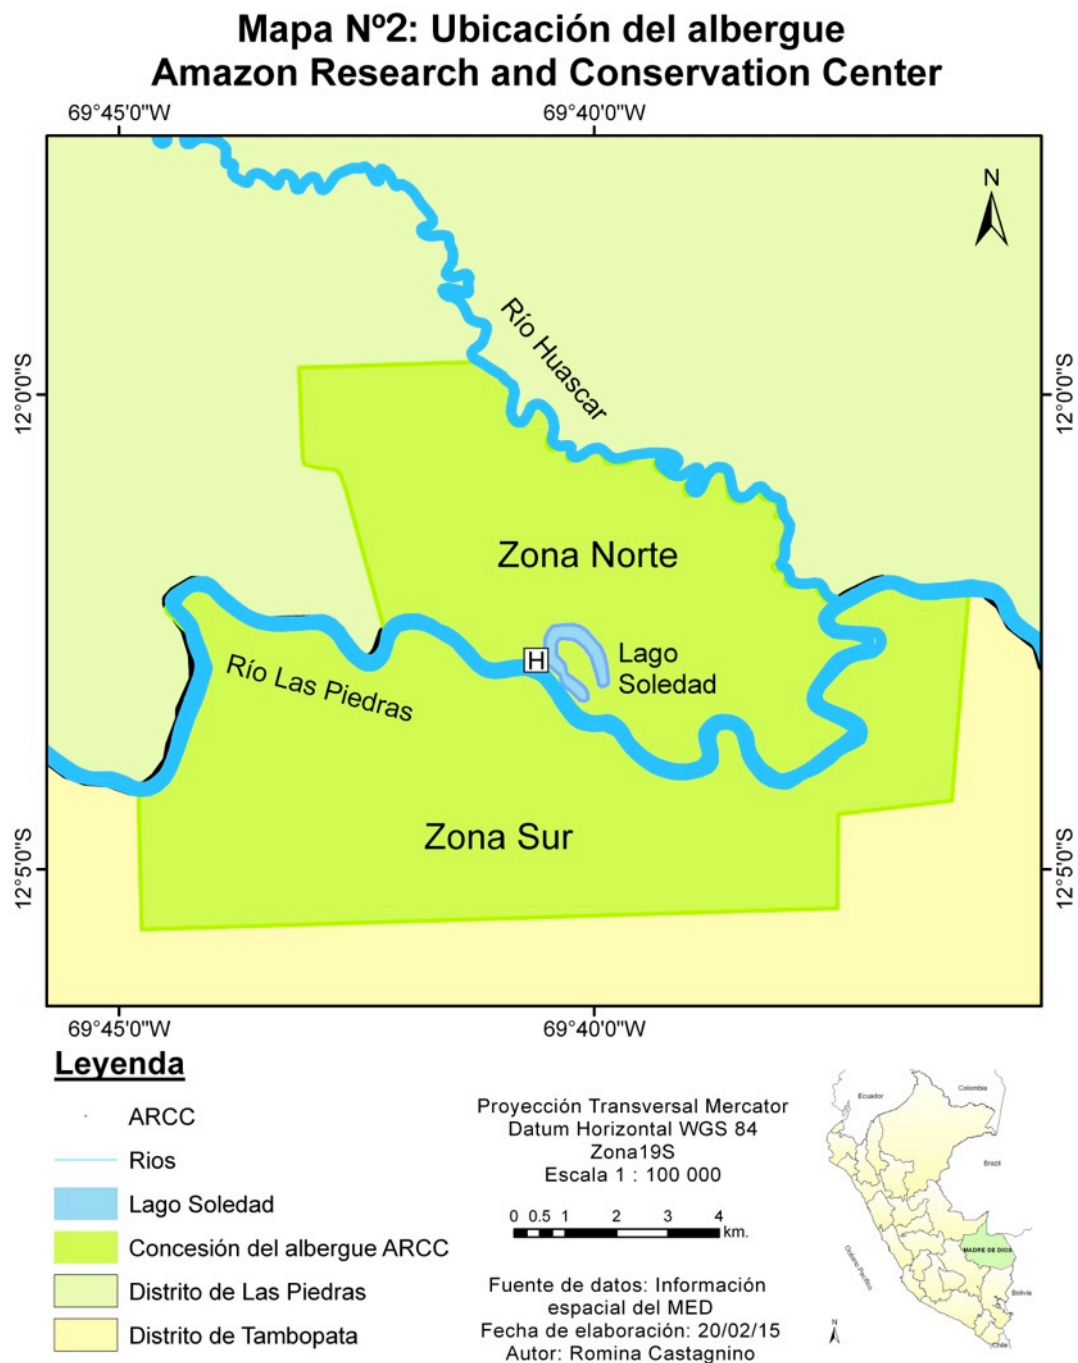 Mapa Nº2: Ubicación del albergue
Amazon Research and Conservation Center
69°45'0"W
69°40'0"W
N
Río Huascar
12°0'0"S
12°0'0"S
Zona Norte
H
Lago
Soledad
Río Las Piedras
Zona Sur
12°5'0"S
12°5'0"S
69°45'0"W
69°40'0"W
Leyenda
ARCC
Rios
Lago Soledad
Concesión del albergue ARCC
Distrito de Las Piedras
Distrito de Tambopata
Proyección Transversal Mercator
Datum Horizontal WGS 84
Zona19S
Escala 1 : 100 000
0 0.5 1 2 3 4
km.
Fuente de datos: Información
espacial del MED
Fecha de elaboración: 20/02/15
Autor: Romina Castagnino
Ecuador
Colombia
Brazil
MADRE DE DIOS
Océano Pacífico
Bolivia
N
Chile